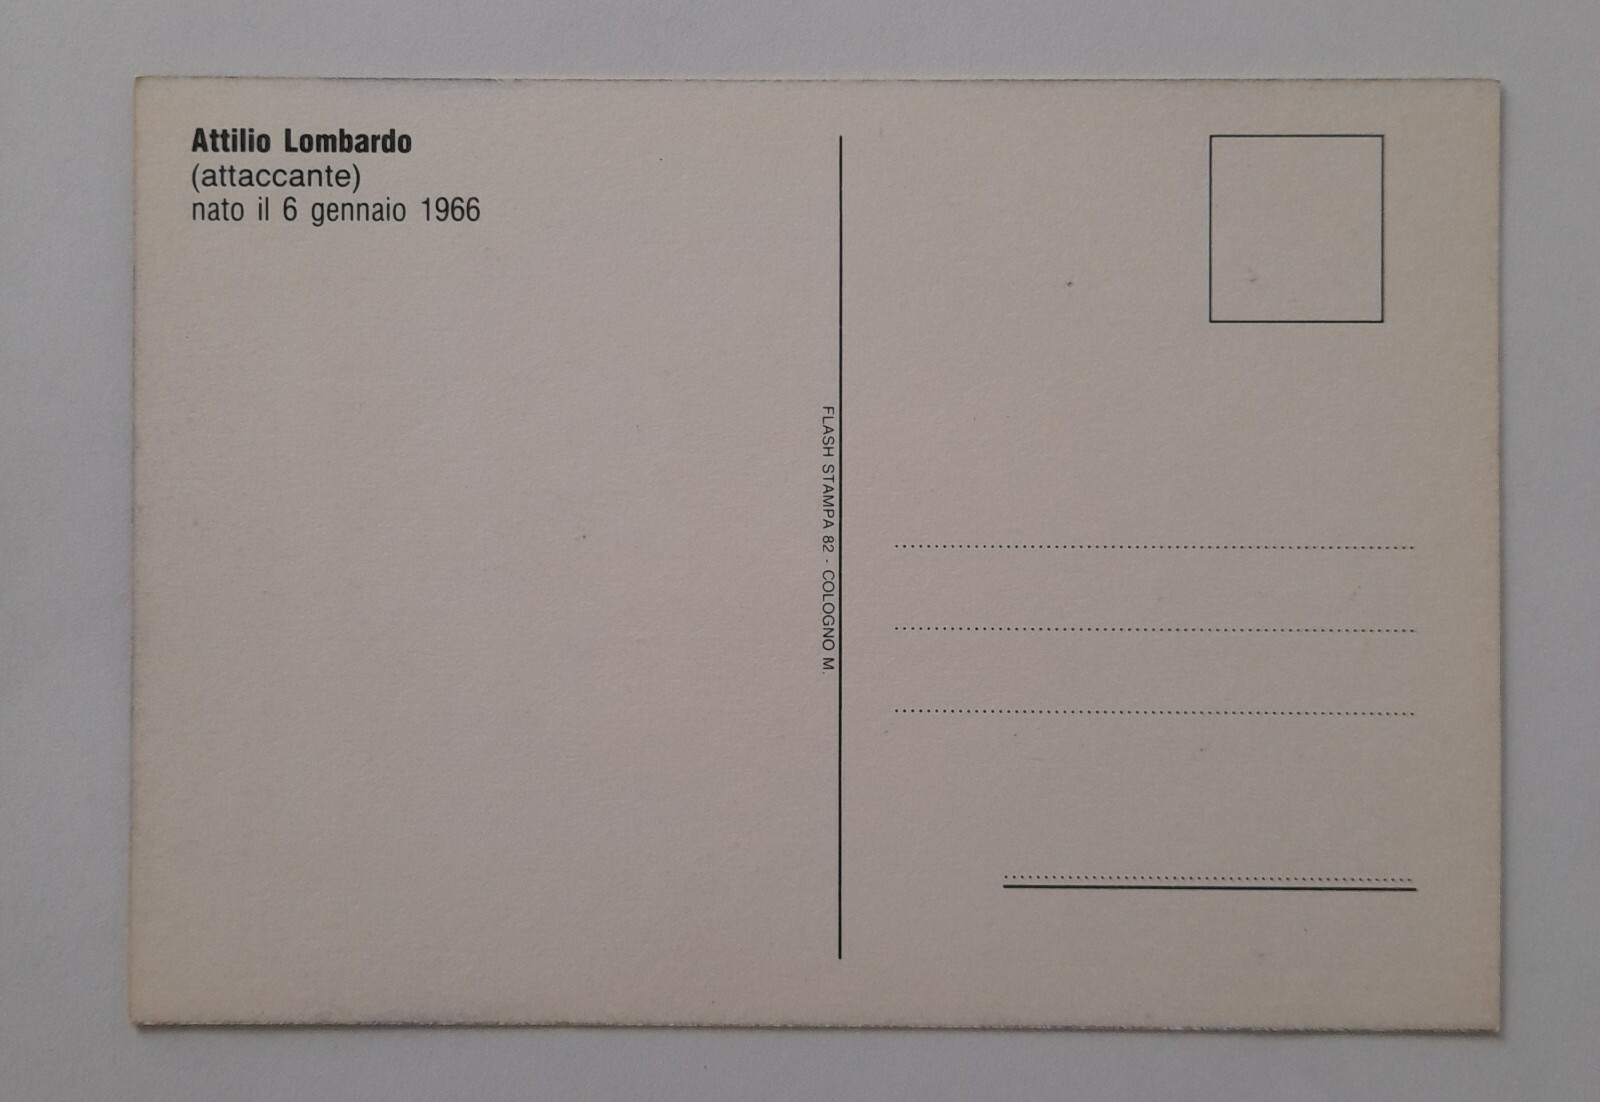 Attilio Lombardo
(attaccante)
nato il 6 gennaio 1966
FLASH STAMPA 82 - COLOGNO M.